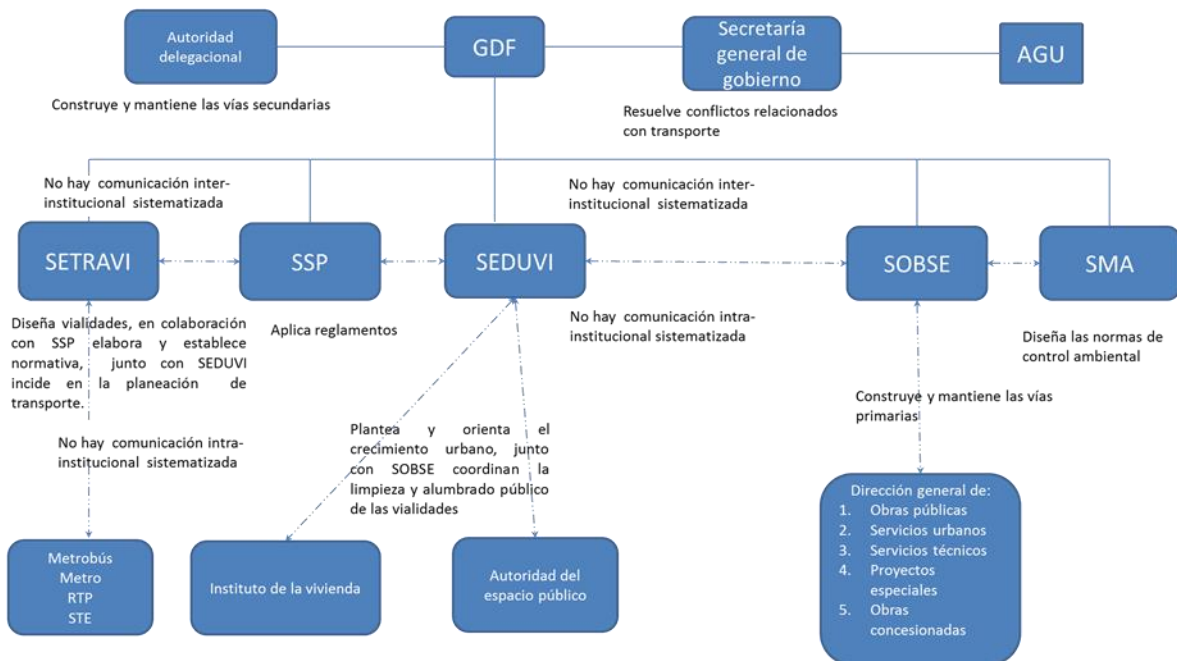 Autoridad
delegacional
GDF
Secretaría
general de
gobierno
AGU
Construye y mantiene las vías secundarias
Resuelve conflictos relacionados
con transporte
No hay comunicación inter-
institucional sistematizada
No hay comunicación inter-
institucional sistematizada
SETRAVI
SSP
SEDUVI
SOBSE
SMA
Diseña vialidades, en colaboración
con SSP elabora y establece
normativa, junto con SEDUVI
incide en la planeación de
transporte.
Aplica reglamentos
No hay comunicación intra-
institucional sistematizada
Diseña las normas de
control ambiental
Construye y mantiene las vías
primarias
No hay comunicación intra-
institucional sistematizada
Plantea y orienta el
crecimiento urbano, junto
con SOBSE coordinan la
limpieza y alumbrado público
de las vialidades
Metrobús
Metro
RTP
STE
Instituto de la vivienda
Autoridad del
espacio público
Dirección general de:
1. Obras públicas
2. Servicios urbanos
3. Servicios técnicos
4. Proyectos
especiales
5. Obras
concesionadas